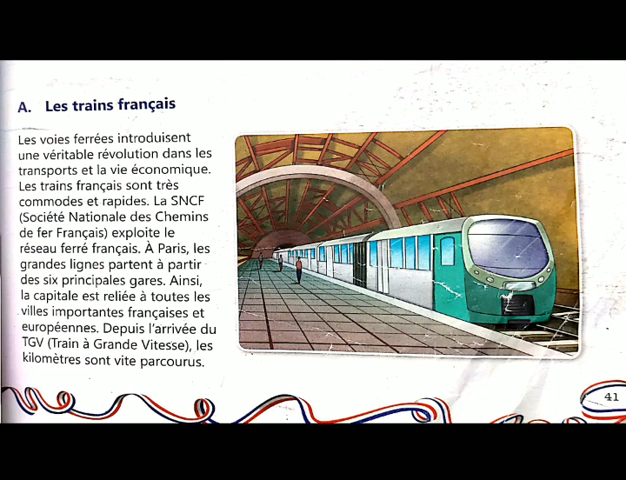 A. Les trains français
Les voies ferrées introduisent
une véritable révolution dans les
transports et la vie économique.
Les trains français sont très
commodes et rapides. La SNCF
(Société Nationale des Chemins
de fer Français) exploite le
réseau ferré français. À Paris, les
grandes lignes partent à partir
des six principales gares. Ainsi,
la capitale est reliée à toutes les
villes importantes françaises et
européennes. Depuis l'arrivée du
TGV (Train à Grande Vitesse), les
kilomètres sont vite parcourus.
41